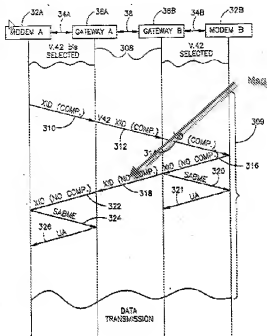 32A 36A 36B 32B
34A 38 34B
MODEM A GATEWAY A GATEWAY B MODEM B
V.42 b's SELECTED
308
V.42 SELECTED
XID (COMP.)
310
V.42 XID (COMP.)
312
314
XID (COMP.)
309
XID (NO COMP.)
316
XID (NO COMP.)
318
SABME
320
UA
321
XID (NO COMP.)
322
SABME
324
UA
326
DATA TRANSMISSION